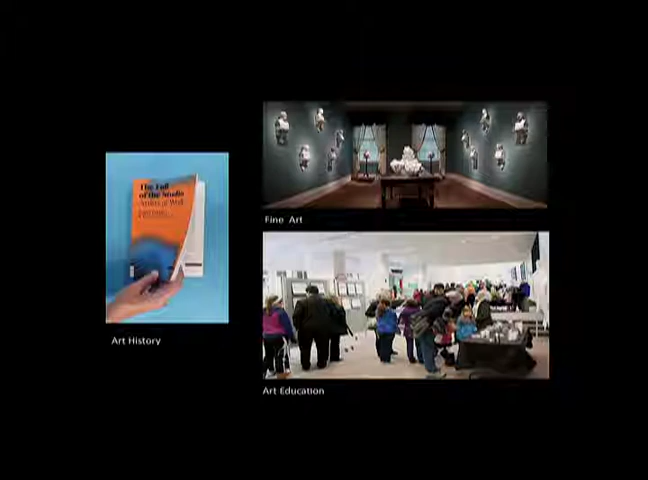 The Fall
of the Studio
Artists at Work
Art History
Fine Art
Art Education